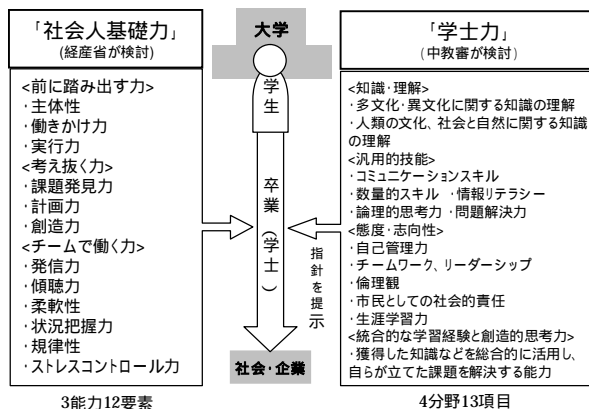 「社会人基礎力」
(経産省が検討)
<前に踏み出す力>
・主体性
・働きかけ力
・実行力
<考え抜く力>
・課題発見力
・計画力
・創造力
<チームで働く力>
・発信力
・傾聴力
・柔軟性
・状況把握力
・規律性
・ストレスコントロール力
3能力12要素
大学
学生
卒業(学士)
指針を提示
社会・企業
「学士力」
(中教審が検討)
<知識・理解>
・多文化・異文化に関する知識の理解
・人類の文化、社会と自然に関する知識
の理解
<汎用的技能>
・コミュニケーションスキル
・数量的スキル ・情報リテラシー
・論理的思考力 ・問題解決力
<態度・志向性>
・自己管理力
・チームワーク、リーダーシップ
・倫理観
・市民としての社会的責任
・生涯学習力
<統合的な学習経験と創造的思考力>
・獲得した知識などを総合的に活用し、
自らが立てた課題を解決する能力
4分野13項目